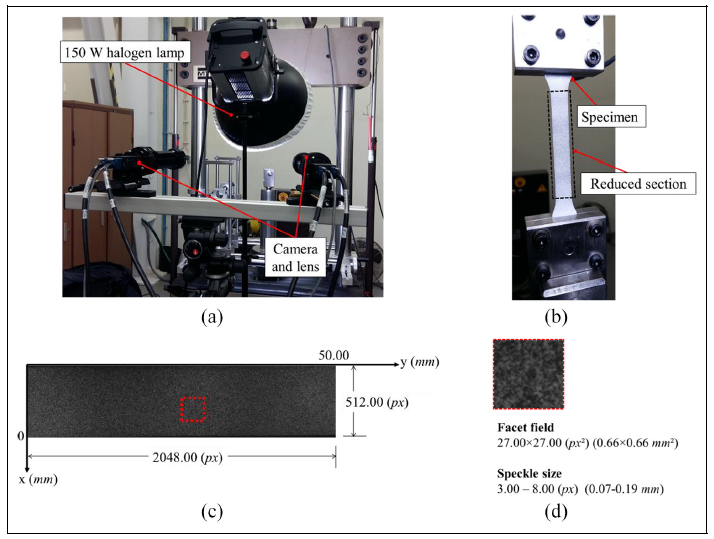 150 W halogen lamp
Camera
and lens
(a)
Specimen
Reduced section
(b)
50.00
y (mm)
512.00 (px)
0
2048.00 (px)
x (mm)
(c)
Facet field
27.00×27.00 (px²) (0.66×0.66 mm²)
Speckle size
3.00 – 8.00 (px) (0.07-0.19 mm)
(d)